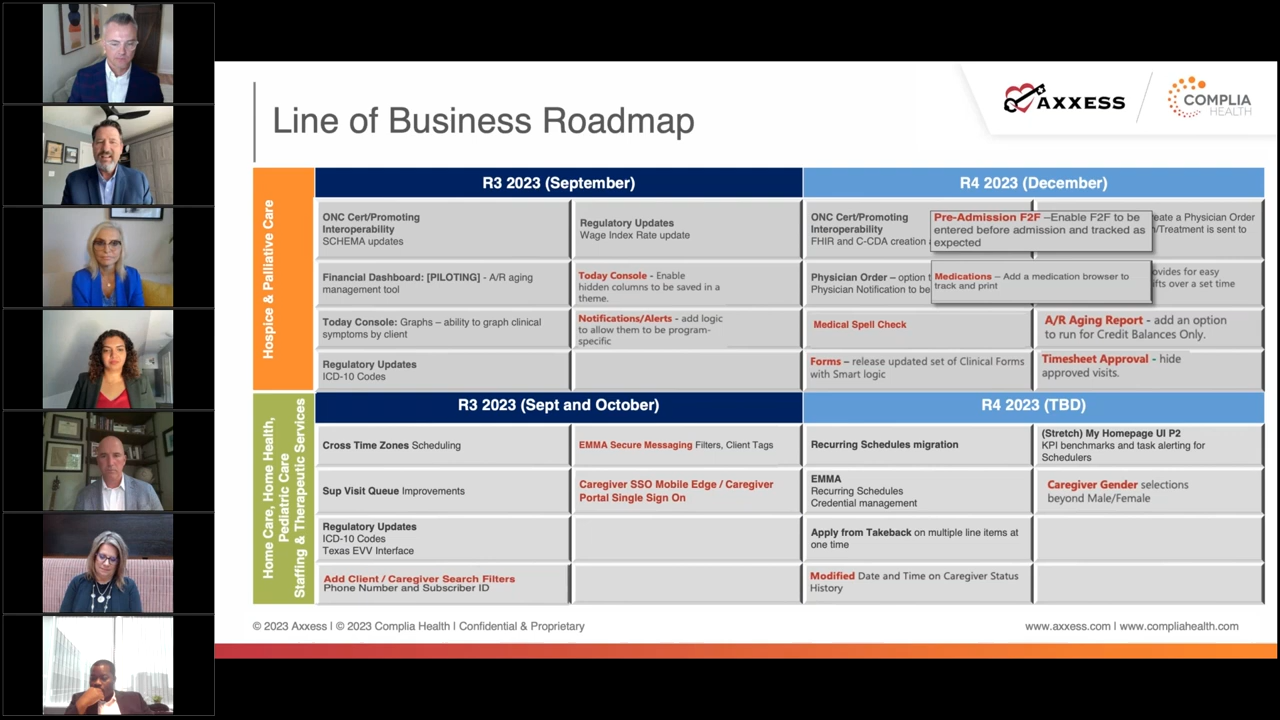 AXXESS
COMPLIA
HEALTH
Line of Business Roadmap
Hospice & Palliative Care
R3 2023 (September)
R4 2023 (December)
ONC Cert/Promoting
Interoperability
SCHEMA updates
Regulatory Updates
Wage Index Rate update
ONC Cert/Promoting
Interoperability
FHIR and C-CDA creation
Pre-Admission F2F –Enable F2F to be
entered before admission and tracked as
expected
eate a Physician Order
/Treatment is sent to
Financial Dashboard: [PILOTING] - A/R aging
management tool
Today Console - Enable
hidden columns to be saved in a
theme.
Physician Order – option
Physician Notification to be
Medications – Add a medication browser to
track and print
ovides for easy
ifts over a set time
Today Console: Graphs – ability to graph clinical
symptoms by client
Notifications/Alerts - add logic
to allow them to be program-
specific
Medical Spell Check
A/R Aging Report - add an option
to run for Credit Balances Only.
Regulatory Updates
ICD-10 Codes
Forms – release updated set of Clinical Forms
with Smart logic
Timesheet Approval - hide
approved visits.
Home Care, Home Health,
Pediatric Care
Staffing & Therapeutic Services
R3 2023 (Sept and October)
R4 2023 (TBD)
Cross Time Zones Scheduling
EMMA Secure Messaging Filters, Client Tags
Recurring Schedules migration
(Stretch) My Homepage UI P2
KPI benchmarks and task alerting for
Schedulers
Sup Visit Queue Improvements
Caregiver SSO Mobile Edge / Caregiver
Portal Single Sign On
EMMA
Recurring Schedules
Credential management
Caregiver Gender selections
beyond Male/Female
Regulatory Updates
ICD-10 Codes
Texas EVV Interface
Apply from Takeback on multiple line items at
one time
Add Client / Caregiver Search Filters
Phone Number and Subscriber ID
Modified Date and Time on Caregiver Status
History
© 2023 Axxess | © 2023 Complia Health | Confidential & Proprietary
www.axxess.com | www.compliahealth.com